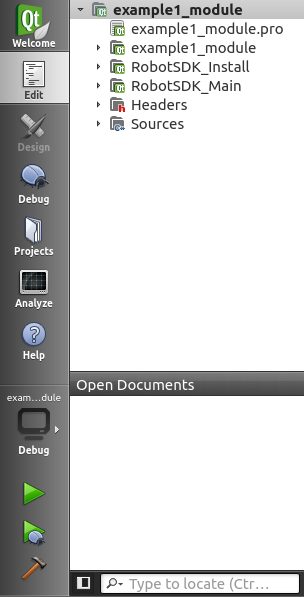 Qt
Welcome
Edit
Design
Debug
Projects
Analyze
Help
exam...dule
Debug
example1_module
example1_module.pro
example1_module
RobotSDK_Install
RobotSDK_Main
Headers
Sources
Open Documents
Type to locate (Ctr...